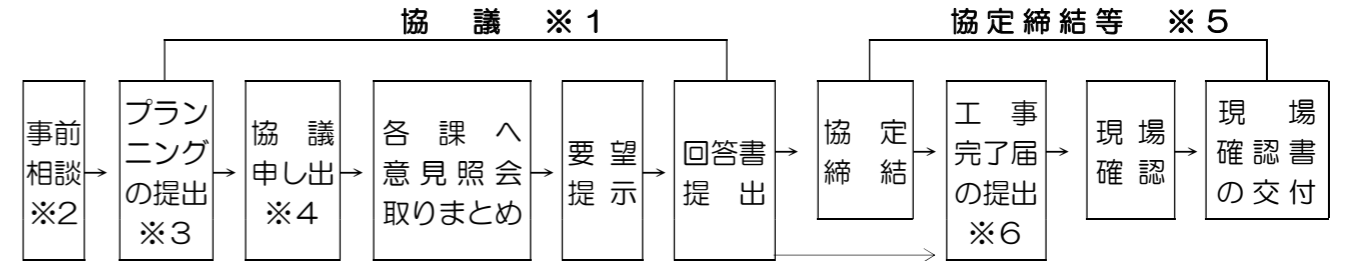 協　議　※１
協定締結等　※５
事前
相談
※2
プラン
ニング
の提出
※３
協　議
申し出
※４
各　課　へ
意見照会
取りまとめ
要望
提示
回答書
提　出
協　定
締　結
工　事
完了届
の提出
※６
現場
確認
現　場
確認書
の交付